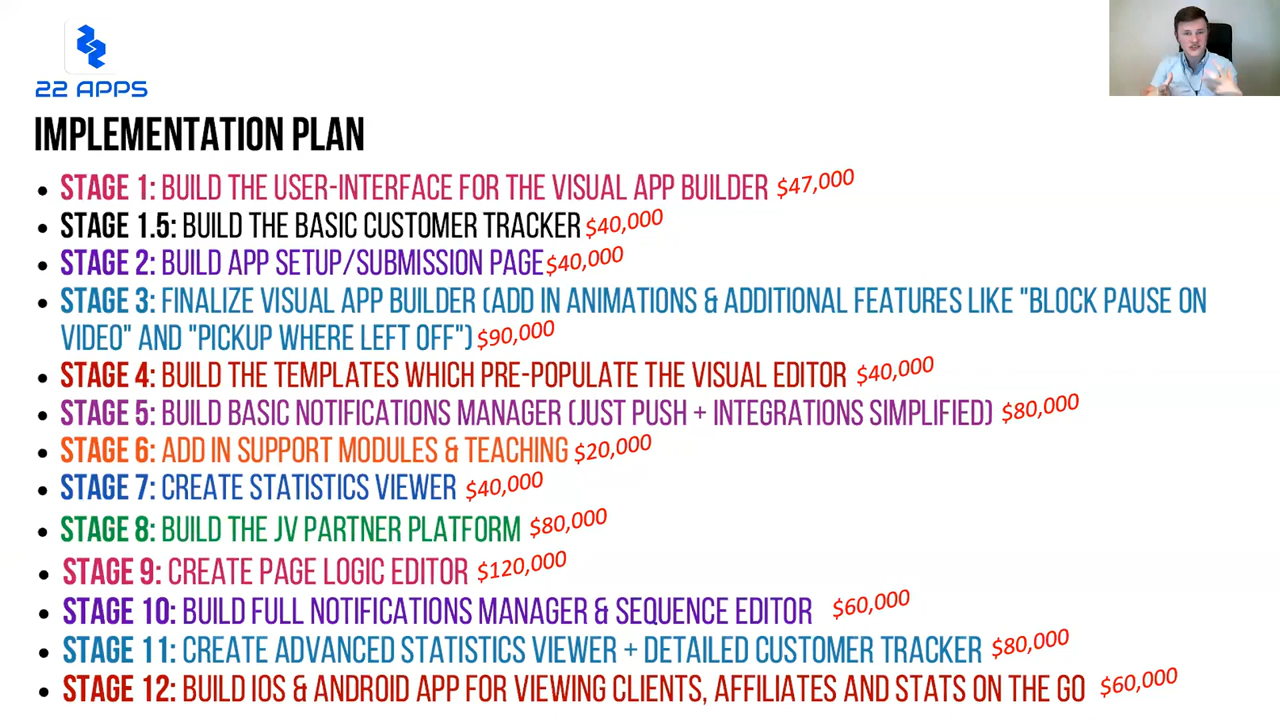 22 APPS
IMPLEMENTATION PLAN
• STAGE 1: BUILD THE USER-INTERFACE FOR THE VISUAL APP BUILDER $47,000
• STAGE 1.5: BUILD THE BASIC CUSTOMER TRACKER $40,000
• STAGE 2: BUILD APP SETUP/SUBMISSION PAGE $40,000
• STAGE 3: FINALIZE VISUAL APP BUILDER (ADD IN ANIMATIONS & ADDITIONAL FEATURES LIKE "BLOCK PAUSE ON
VIDEO" AND "PICKUP WHERE LEFT OFF") $90,000
• STAGE 4: BUILD THE TEMPLATES WHICH PRE-POPULATE THE VISUAL EDITOR $40,000
• STAGE 5: BUILD BASIC NOTIFICATIONS MANAGER (JUST PUSH + INTEGRATIONS SIMPLIFIED) $80,000
• STAGE 6: ADD IN SUPPORT MODULES & TEACHING $20,000
• STAGE 7: CREATE STATISTICS VIEWER $40,000
• STAGE 8: BUILD THE JV PARTNER PLATFORM $80,000
• STAGE 9: CREATE PAGE LOGIC EDITOR $120,000
• STAGE 10: BUILD FULL NOTIFICATIONS MANAGER & SEQUENCE EDITOR $60,000
• STAGE 11: CREATE ADVANCED STATISTICS VIEWER + DETAILED CUSTOMER TRACKER $80,000
• STAGE 12: BUILD IOS & ANDROID APP FOR VIEWING CLIENTS, AFFILIATES AND STATS ON THE GO $60,000